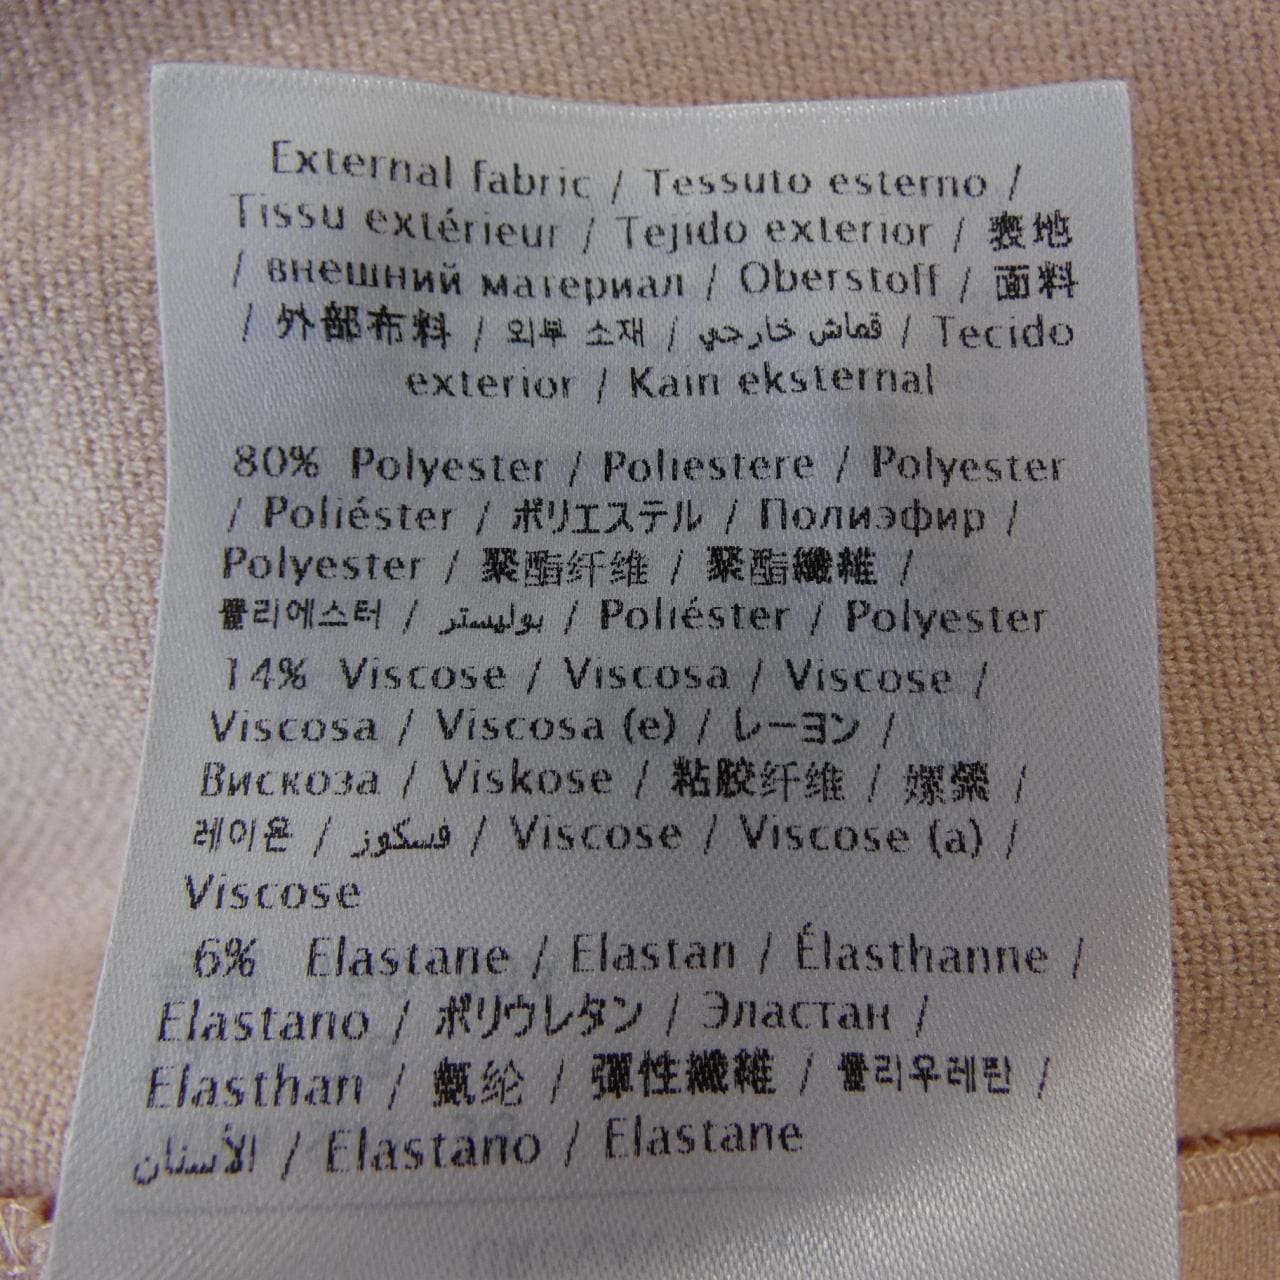 External fabric / Tessuto esterno /
Tissu extérieur / Tejido exterior / 表地
/ внешний материал / Oberstoff / 面料
/ 外部布料 / 외부 소재 / قماش خارجي / Tecido
exterior / Kain eksternal
80% Polyester / Poliestere / Polyester
/ Poliéster / ポリエステル / Полиэфир /
Polyester / 聚酯纤维 / 聚酯纖維 /
폴리에스터 / بوليستر / Poliéster / Polyester
14% Viscose / Viscosa / Viscose /
Viscosa / Viscosa (e) / レーヨン /
Вискоза / Viskose / 粘胶纤维 / 嫘縈 /
레이온 / فسكوز / Viscose / Viscose (a) /
Viscose
6% Elastane / Elastan / Élasthanne /
Elastano / ポリウレタン / Эластан /
Elasthan / 氨纶 / 彈性纖維 / 폴리우레탄 /
الأستان / Elastano / Elastane